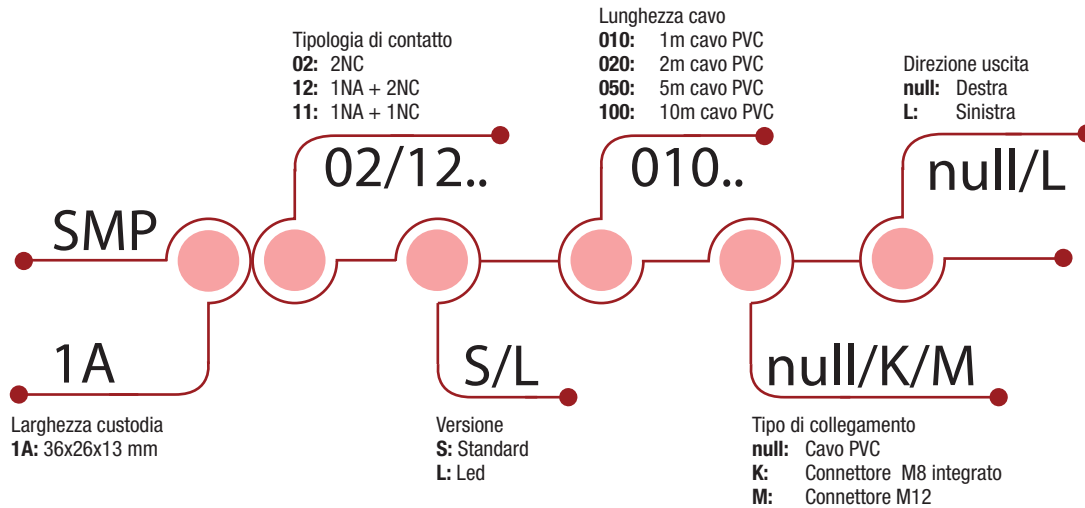 Tipologia di contatto
02: 2NC
12: 1NA + 2NC
11: 1NA + 1NC
02/12..
Lunghezza cavo
010: 1m cavo PVC
020: 2m cavo PVC
050: 5m cavo PVC
100: 10m cavo PVC
010..
Direzione uscita
null: Destra
L: Sinistra
null/L
SMP
1A
Larghezza custodia
1A: 36x26x13 mm
S/L
Versione
S: Standard
L: Led
null/K/M
Tipo di collegamento
null: Cavo PVC
K: Connettore M8 integrato
M: Connettore M12